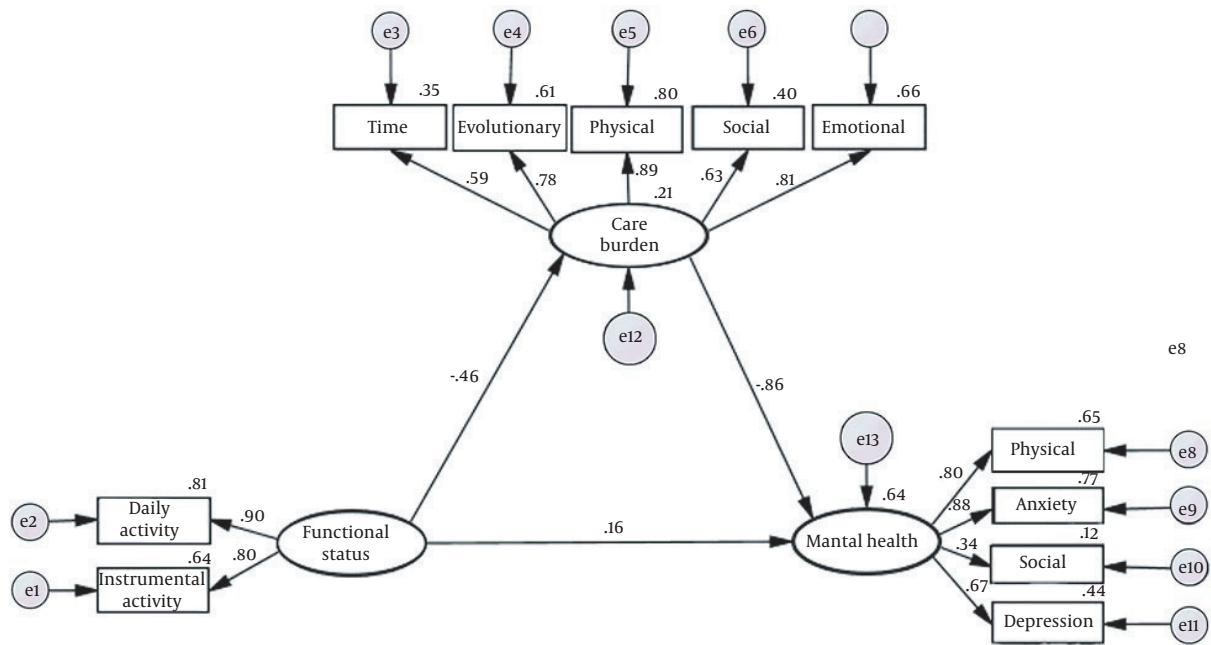 e3
e4
e5
e6
.35
.61
.80
.40
.66
Time
Evolutionary
Physical
Social
Emotional
.59
.78
.89
.63
.81
.21
Care
burden
e12
e8
-.46
-.86
e13
.64
.65
Physical
e8
.80
.77
Anxiety
e9
.88
.12
Social
e10
.34
.44
Depression
e11
.67
Mantal health
.16
.81
Daily
activity
e2
.90
Functional
status
.64
.80
Instrumental
activity
e1